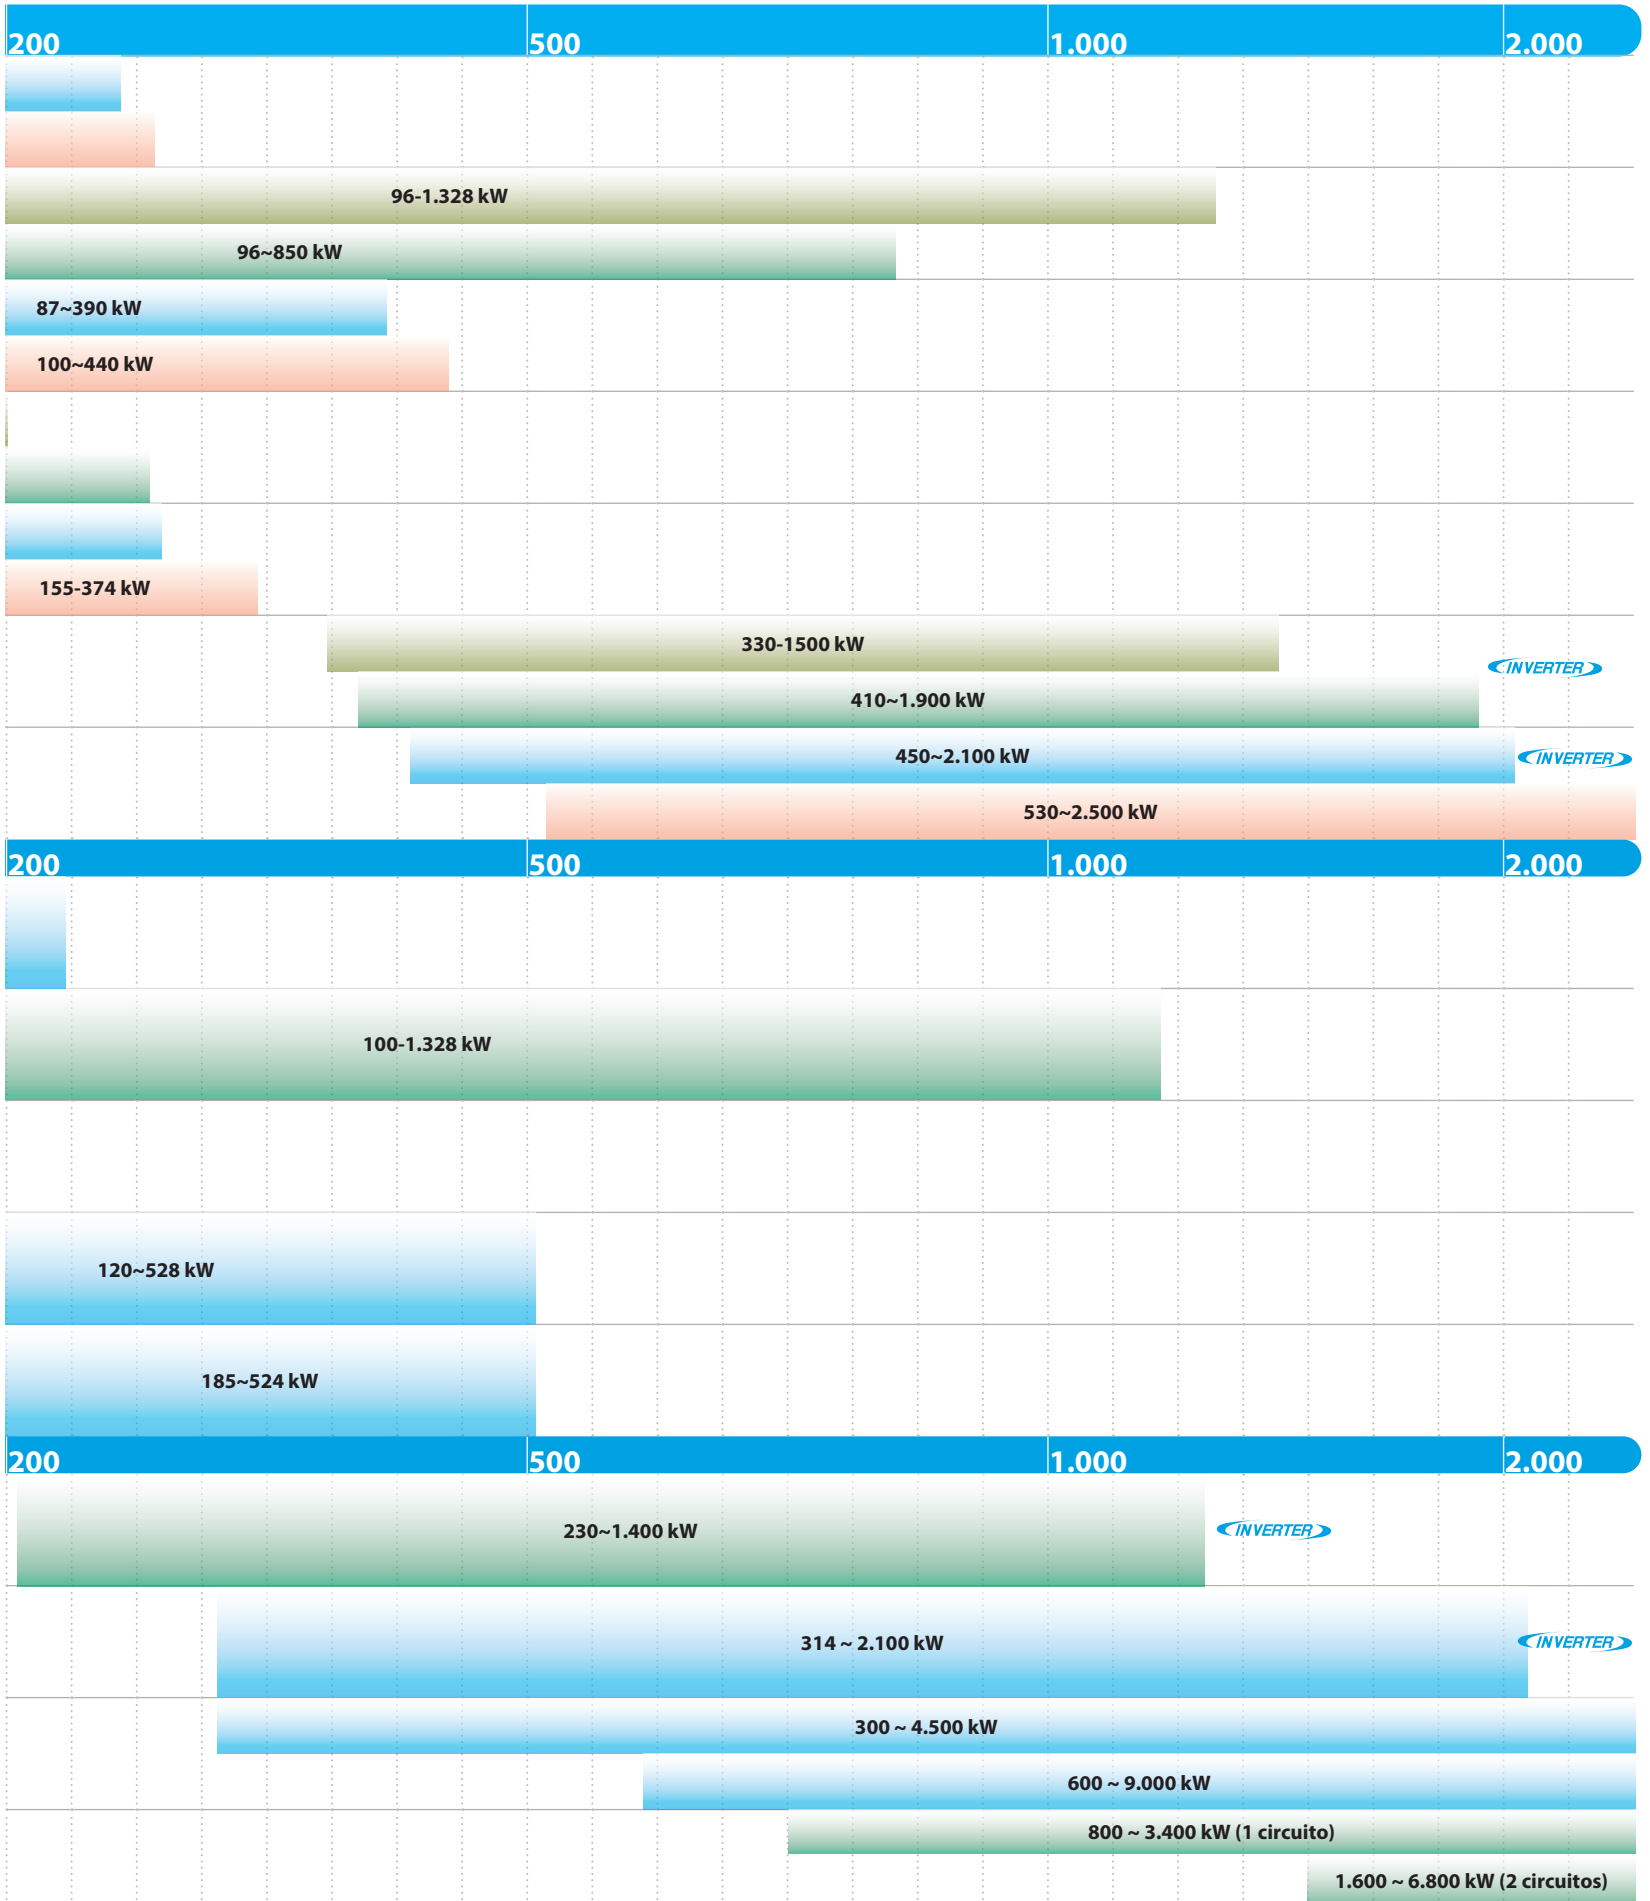 200 500 1.000 2.000
96-1.328 kW
96~850 kW
87~390 kW
100~440 kW
155-374 kW
330-1500 kW
INVERTER
410~1.900 kW
450~2.100 kW INVERTER
530~2.500 kW
200 500 1.000 2.000
100-1.328 kW
120~528 kW
185~524 kW
200 500 1.000 2.000
230~1.400 kW INVERTER
314 ~ 2.100 kW INVERTER
300 ~ 4.500 kW
600 ~ 9.000 kW
800 ~ 3.400 kW (1 circuito)
1.600 ~ 6.800 kW (2 circuitos)